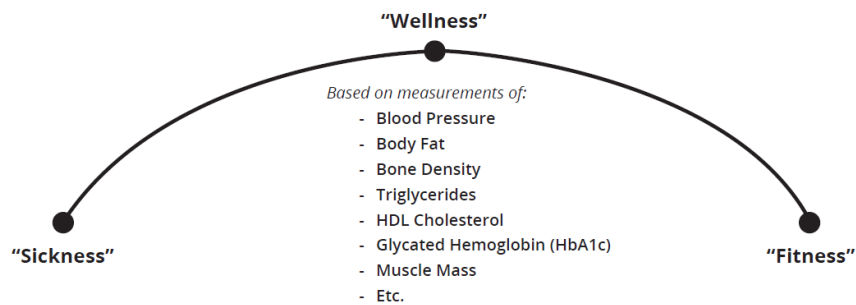 “Wellness”
Based on measurements of:
- Blood Pressure
- Body Fat
- Bone Density
- Triglycerides
- HDL Cholesterol
- Glycated Hemoglobin (HbA1c)
- Muscle Mass
- Etc.
“Sickness”
“Fitness”